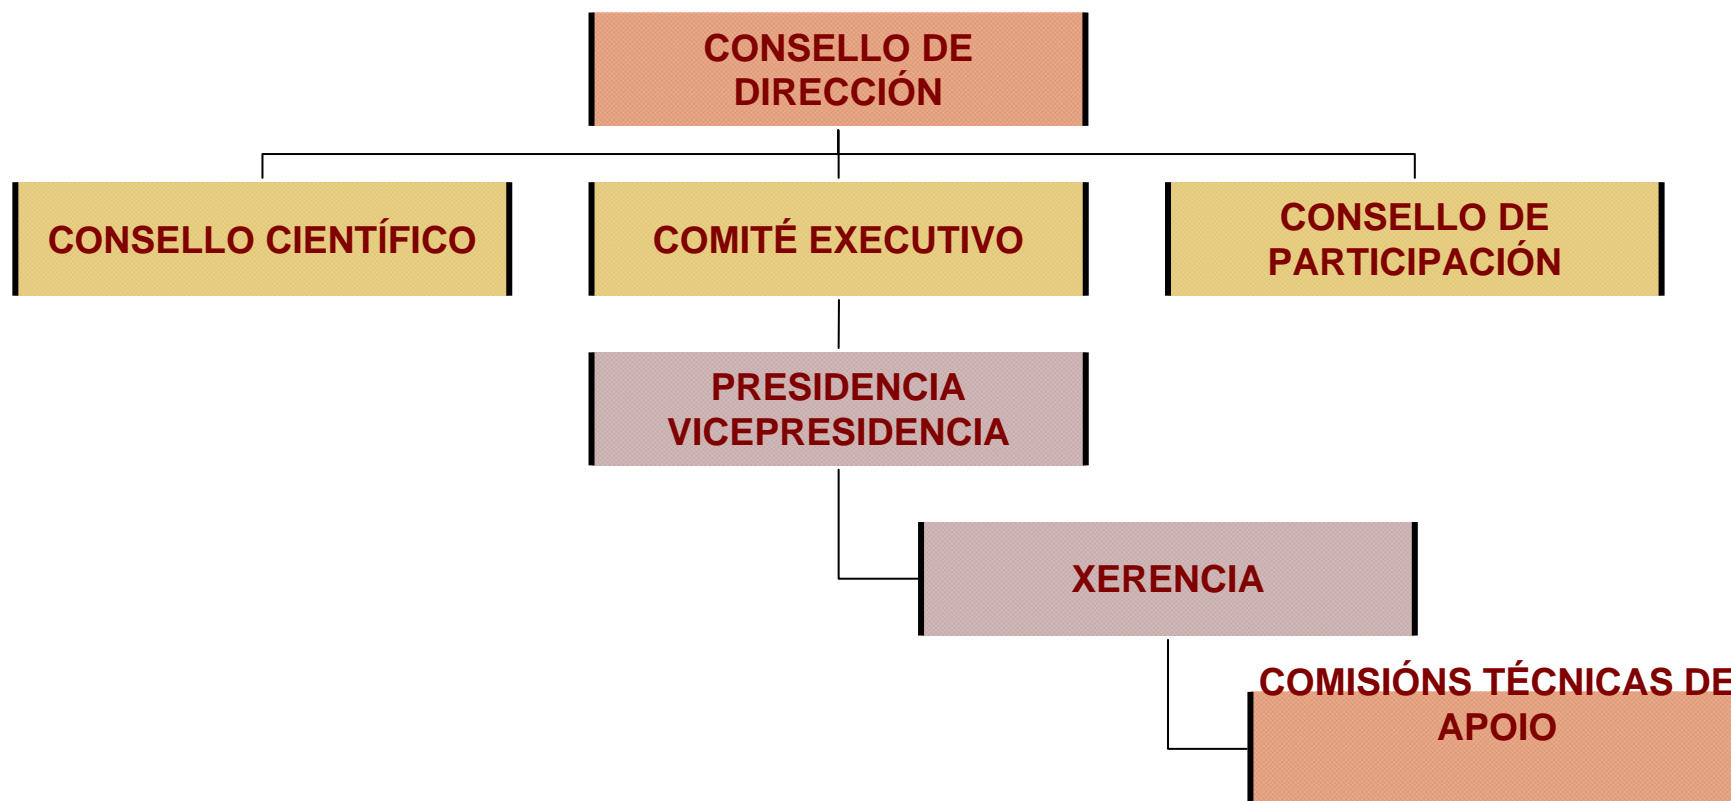 CONSELLO DE
DIRECCIÓN
CONSELLO CIENTÍFICO
COMITÉ EXECUTIVO
CONSELLO DE
PARTICIPACIÓN
PRESIDENCIA
VICEPRESIDENCIA
XERENCIA
COMISIÓNS TÉCNICAS DE
APOIO